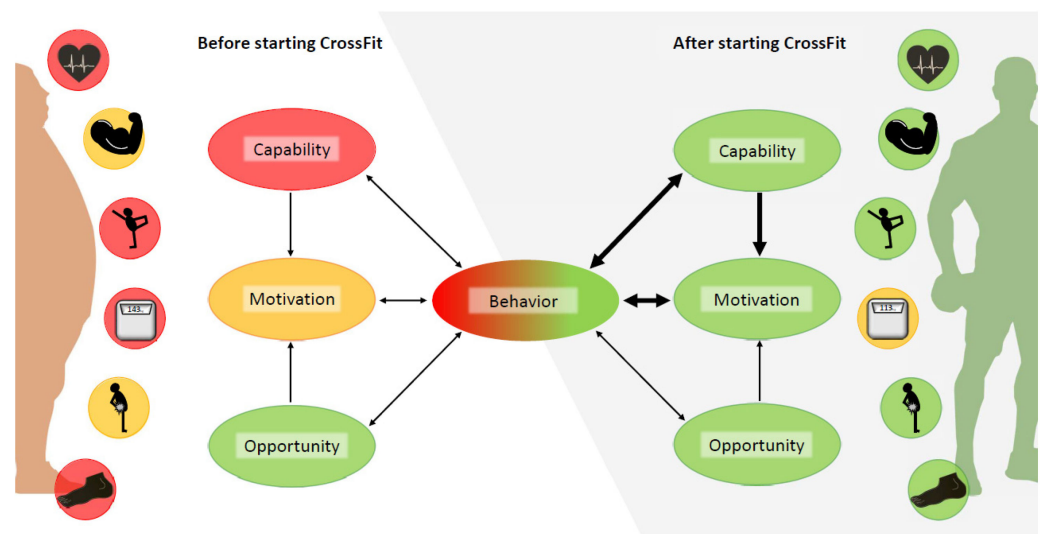 Before starting CrossFit
After starting CrossFit
Capability
Capability
Motivation
Behavior
Motivation
143..
113..
Opportunity
Opportunity